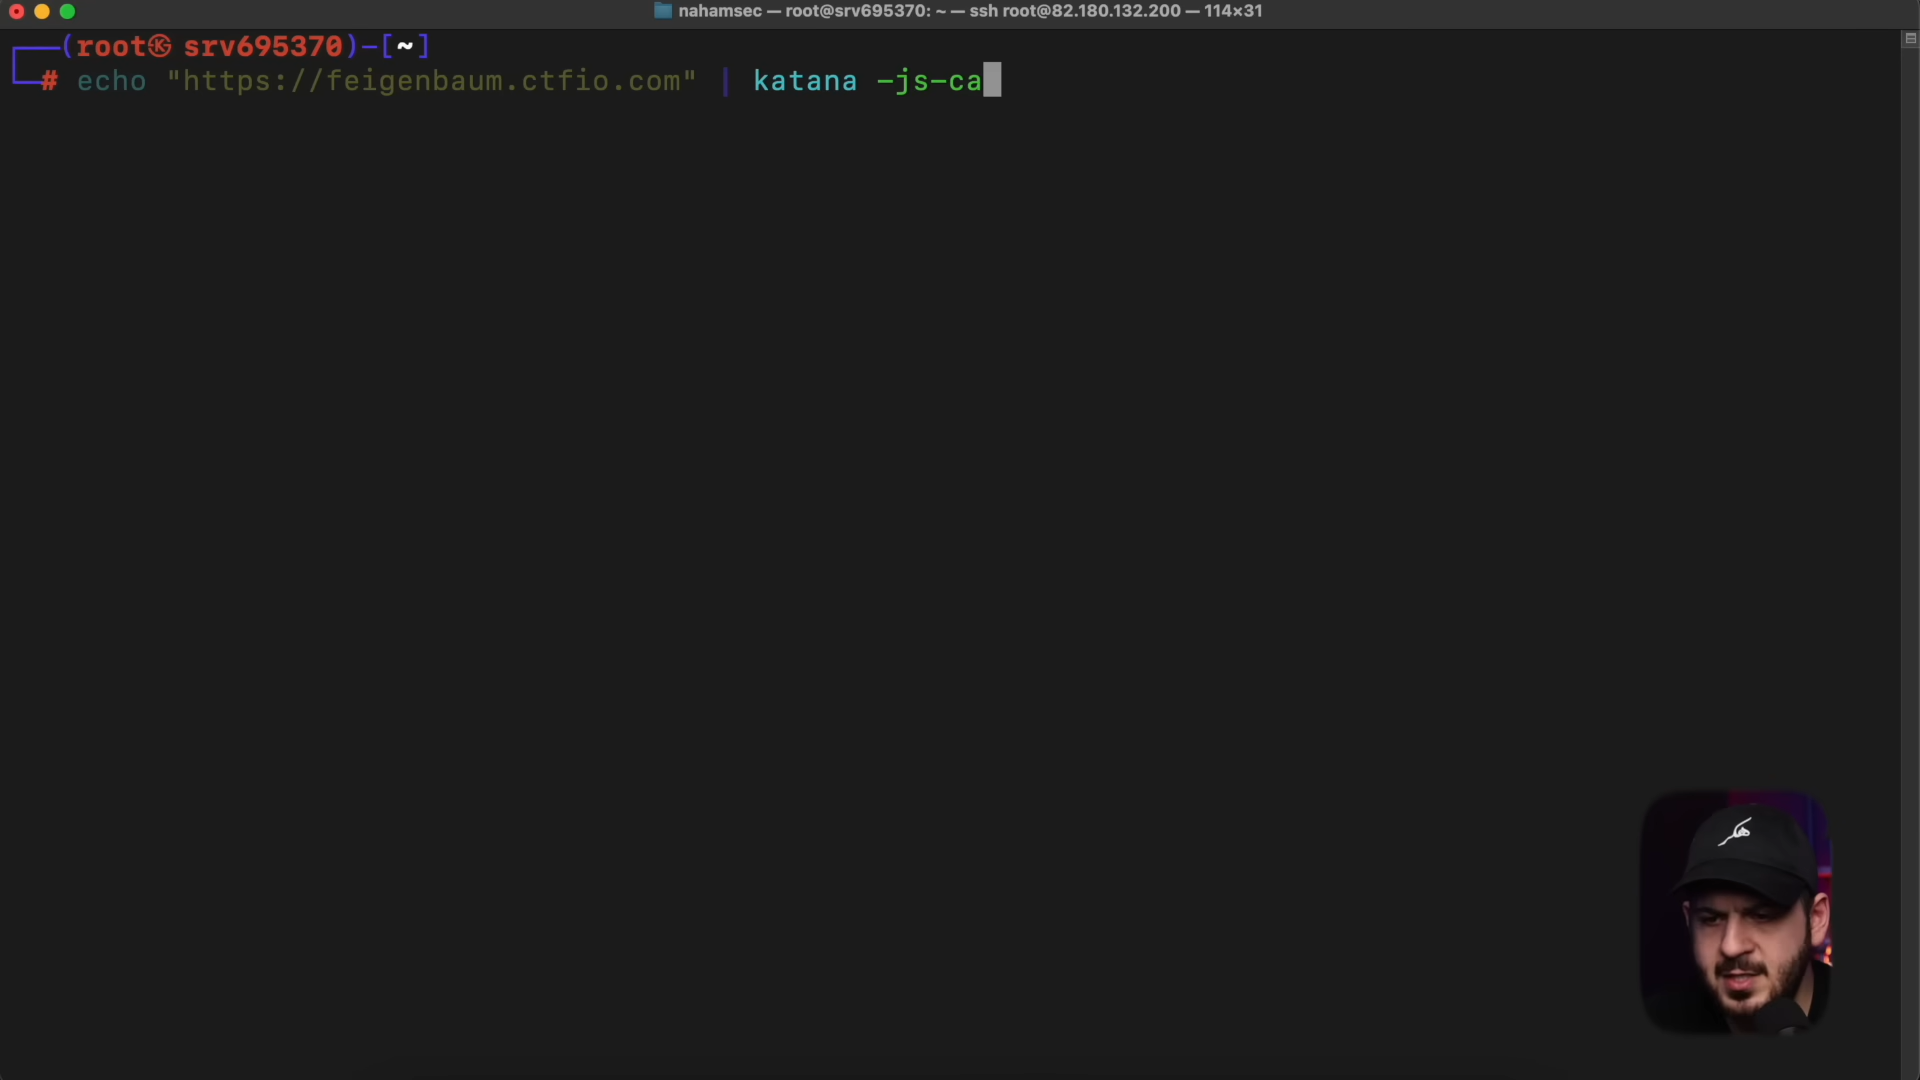 nahamsec — root@srv695370: ~ — ssh root@82.180.132.200 — 114×31
┌──(root㉿ srv695370)-[~]
└─# echo "https://feigenbaum.ctfio.com" | katana -js-ca